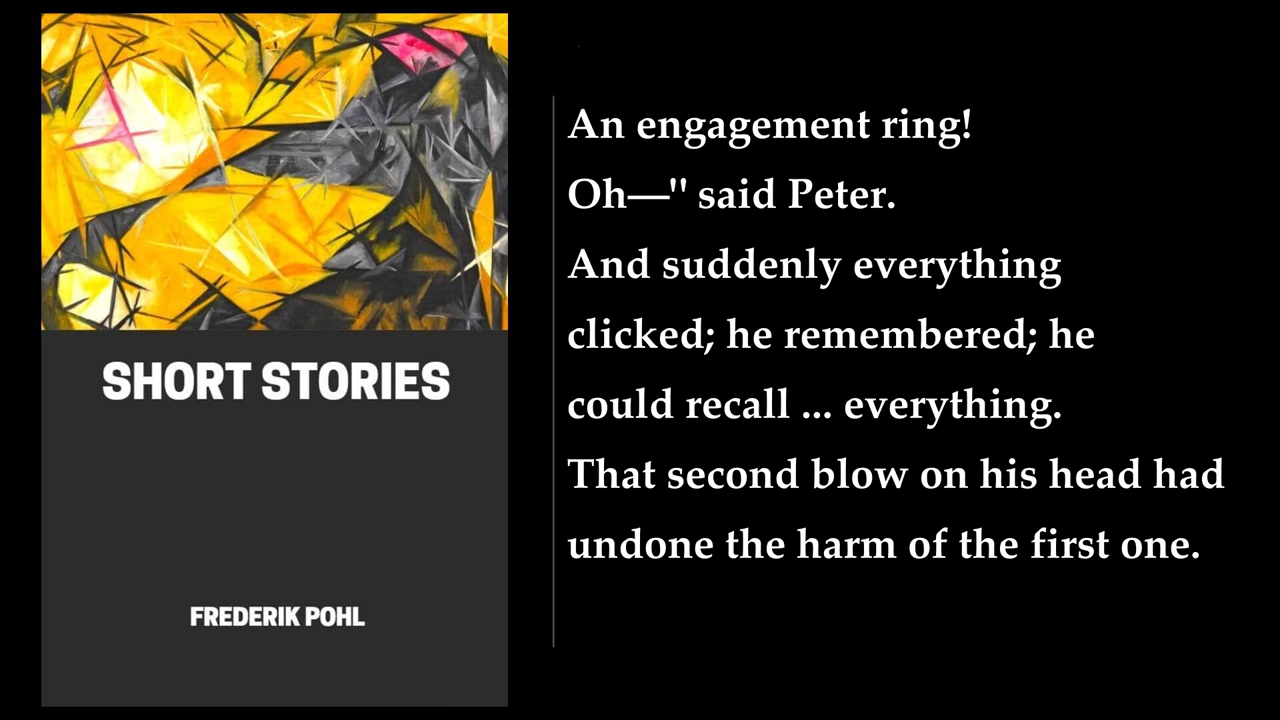 SHORT STORIES
FREDERIK POHL
An engagement ring!
Oh—" said Peter.
And suddenly everything
clicked; he remembered; he
could recall ... everything.
That second blow on his head had
undone the harm of the first one.